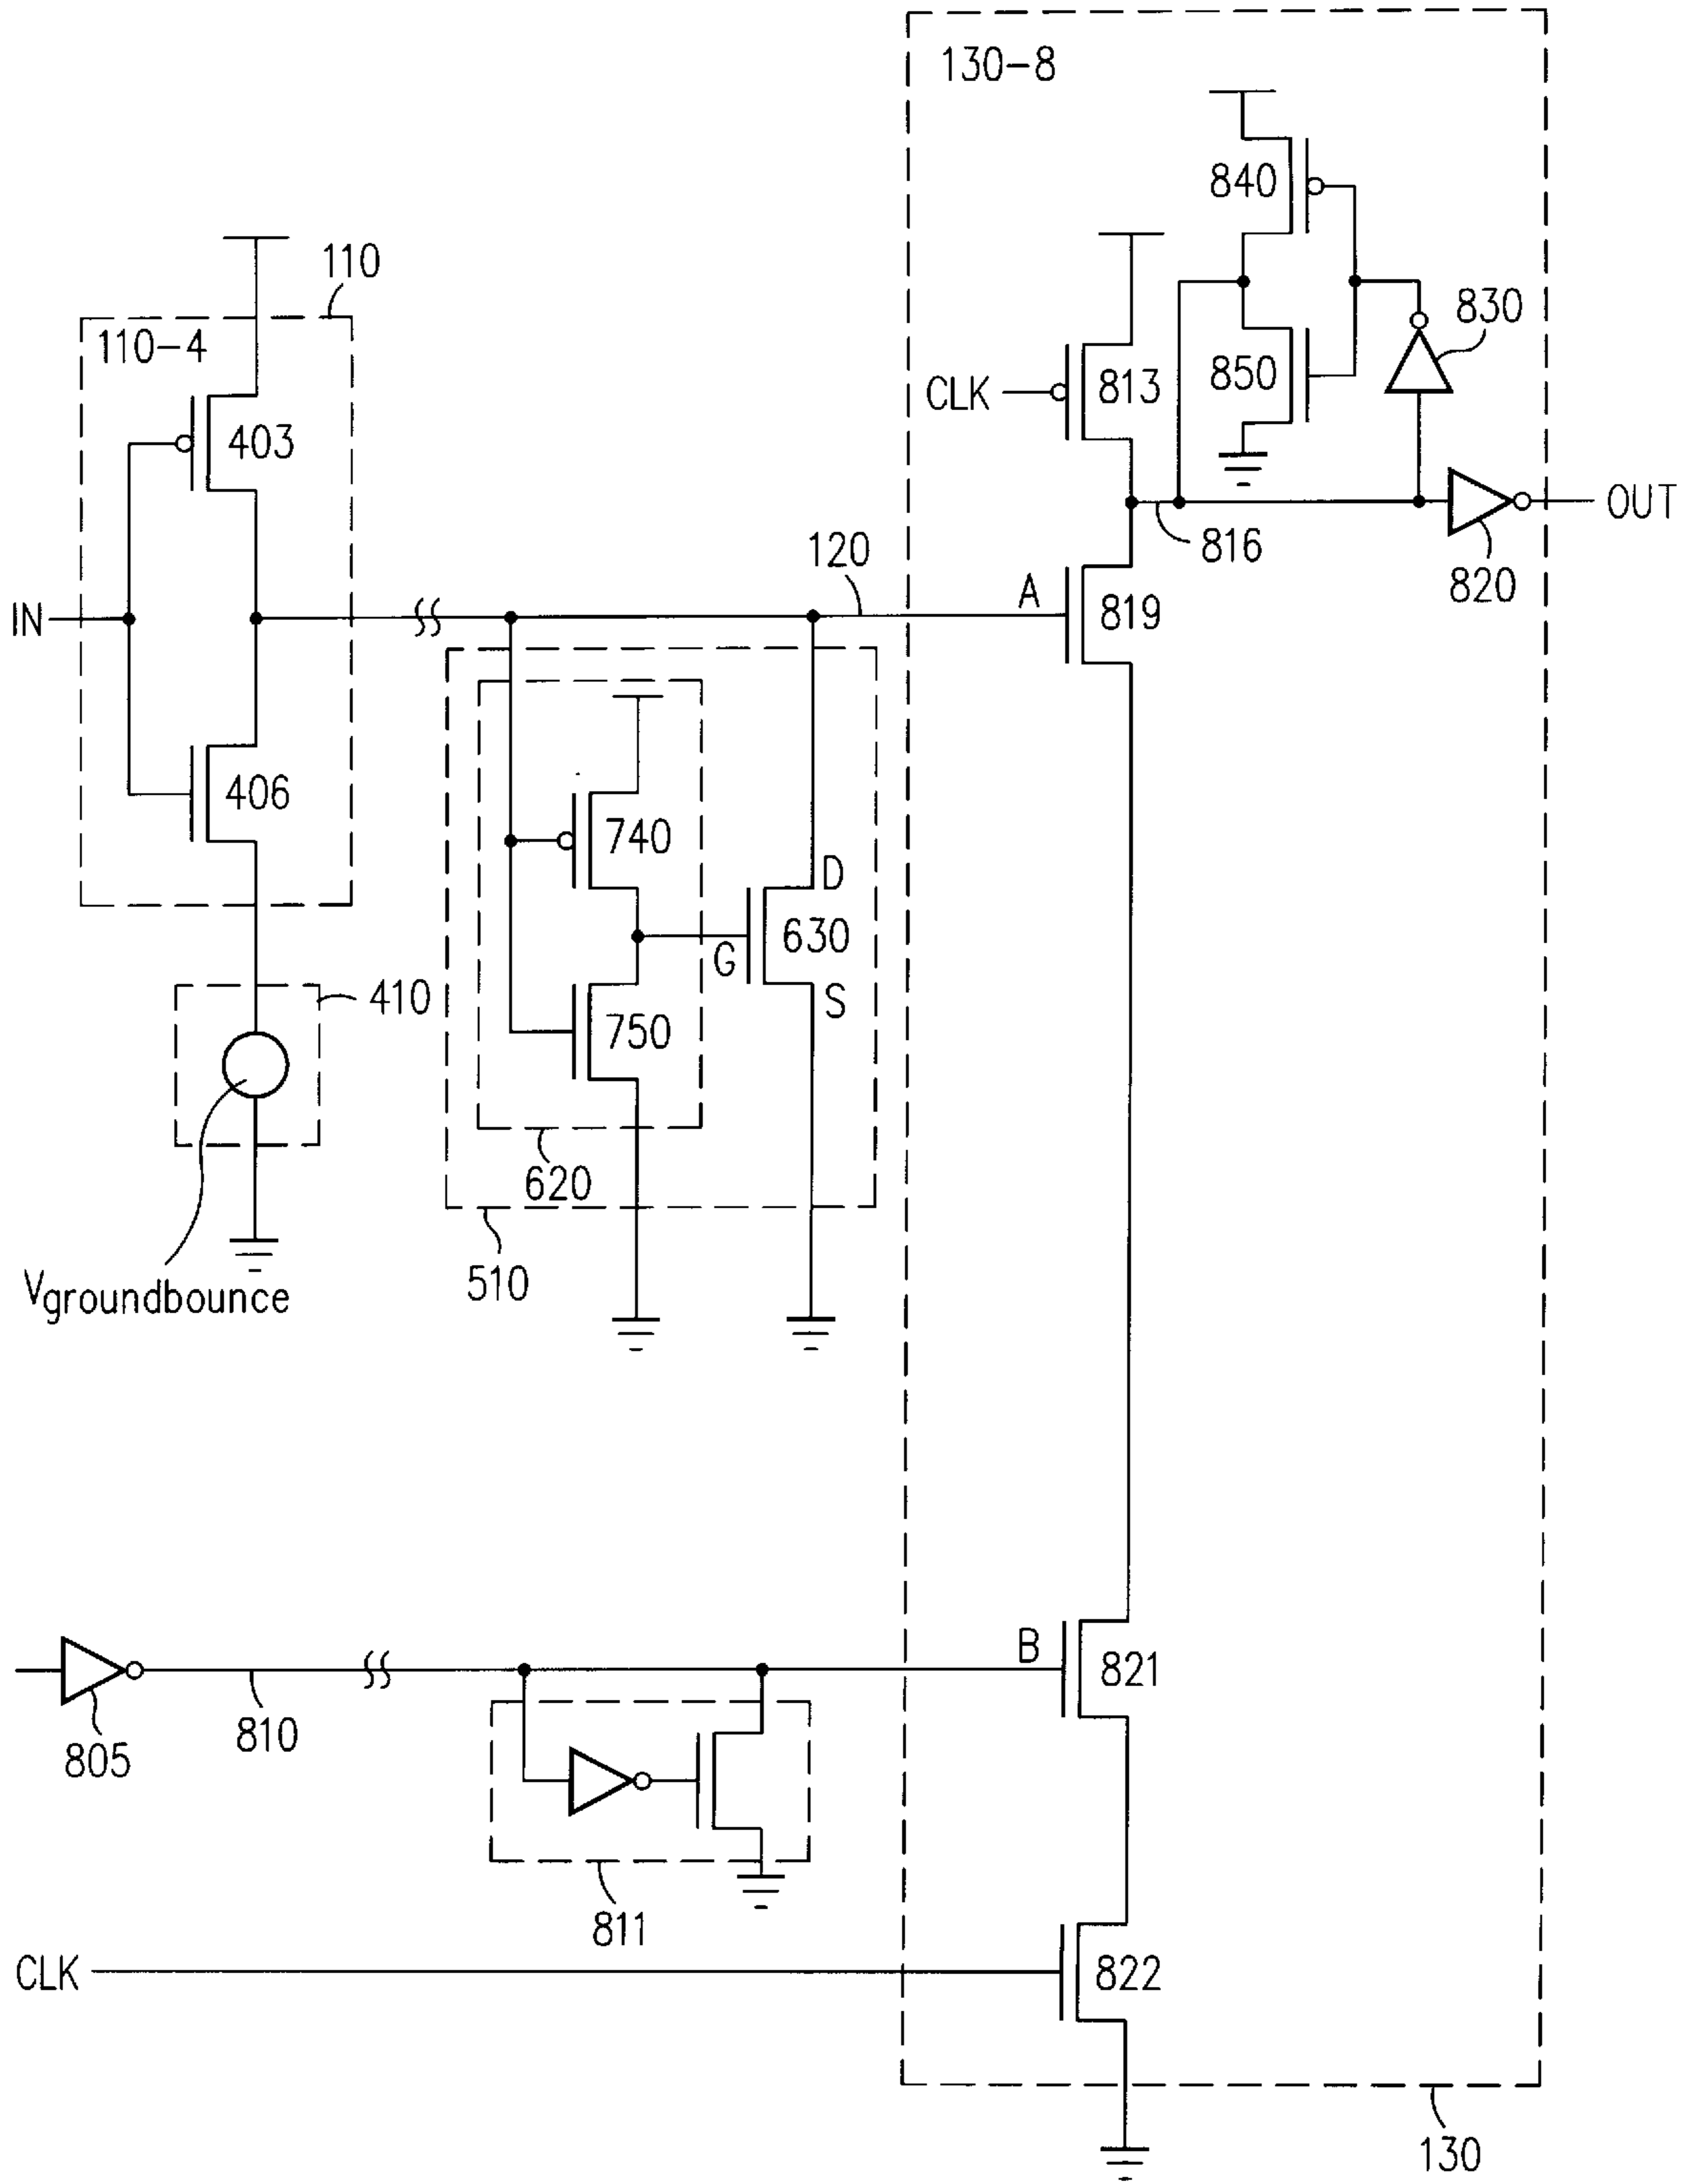 130-8
840
110
830
110-4
850
CLK
813
403
OUT
816
120
820
A
819
IN
406
740
D
630
G
410
S
750
620
510
Vgroundbounce
B
821
810
805
811
CLK
822
130